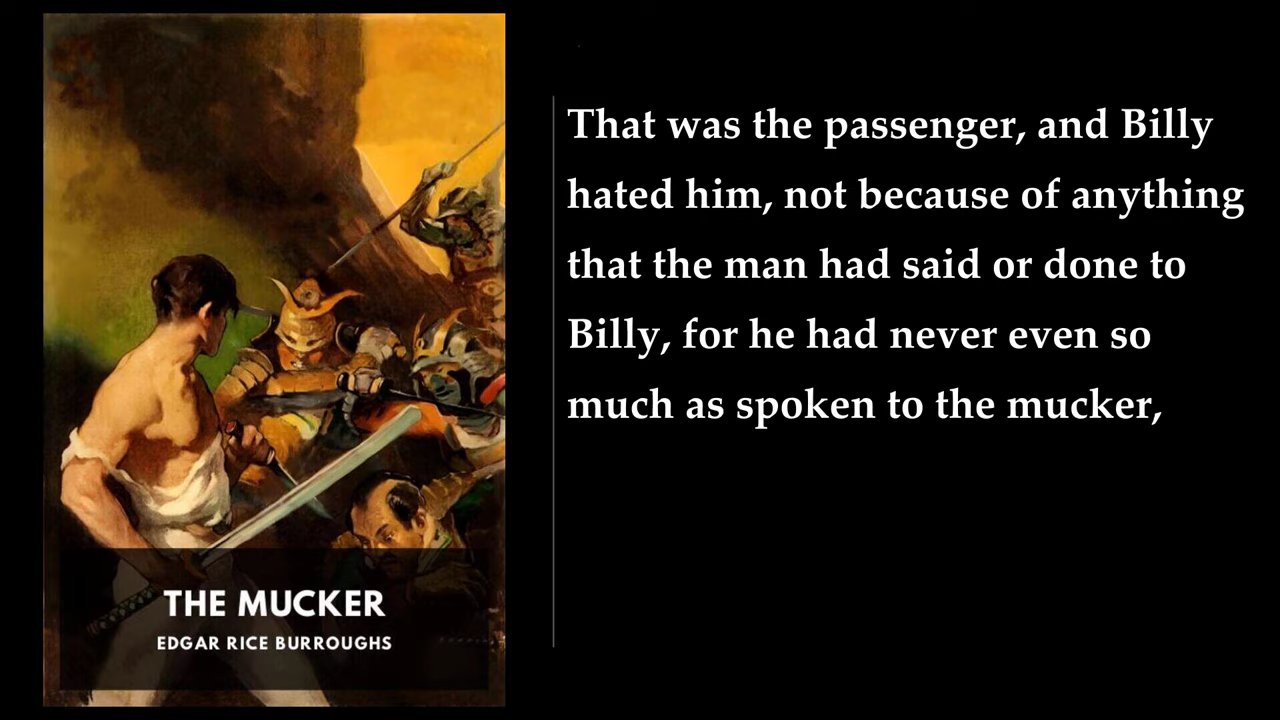 That was the passenger, and Billy
hated him, not because of anything
that the man had said or done to
Billy, for he had never even so
much as spoken to the mucker,
THE MUCKER
EDGAR RICE BURROUGHS